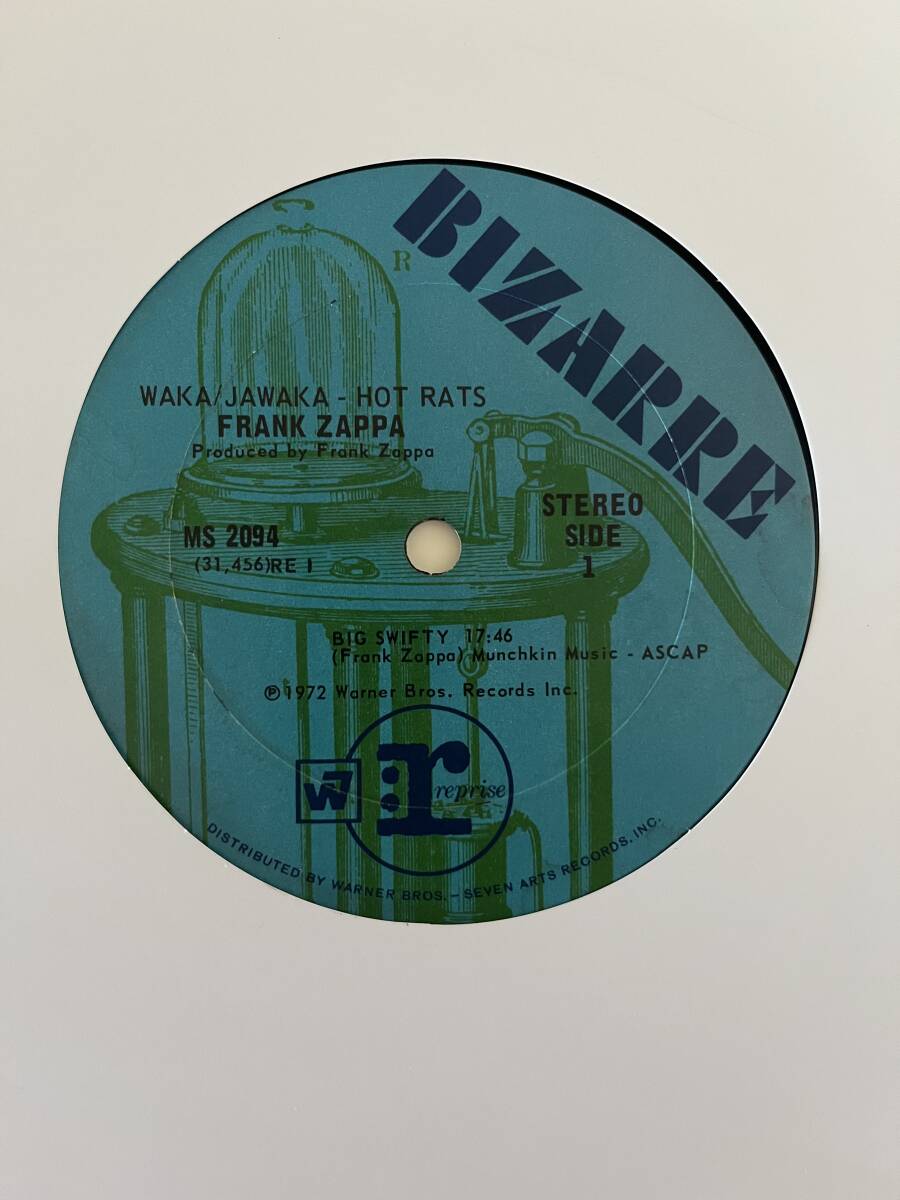 BIZARRE
R
WAKA/JAWAKA - HOT RATS
FRANK ZAPPA
Produced by Frank Zappa
MS 2094
(31,456)RE 1
STEREO
SIDE
1
BIG SWIFTY 17:46
(Frank Zappa) Munchkin Music - ASCAP
℗ 1972 Warner Bros. Records Inc.
W7
:r
reprise
DISTRIBUTED BY WARNER BROS. - SEVEN ARTS RECORDS, INC.